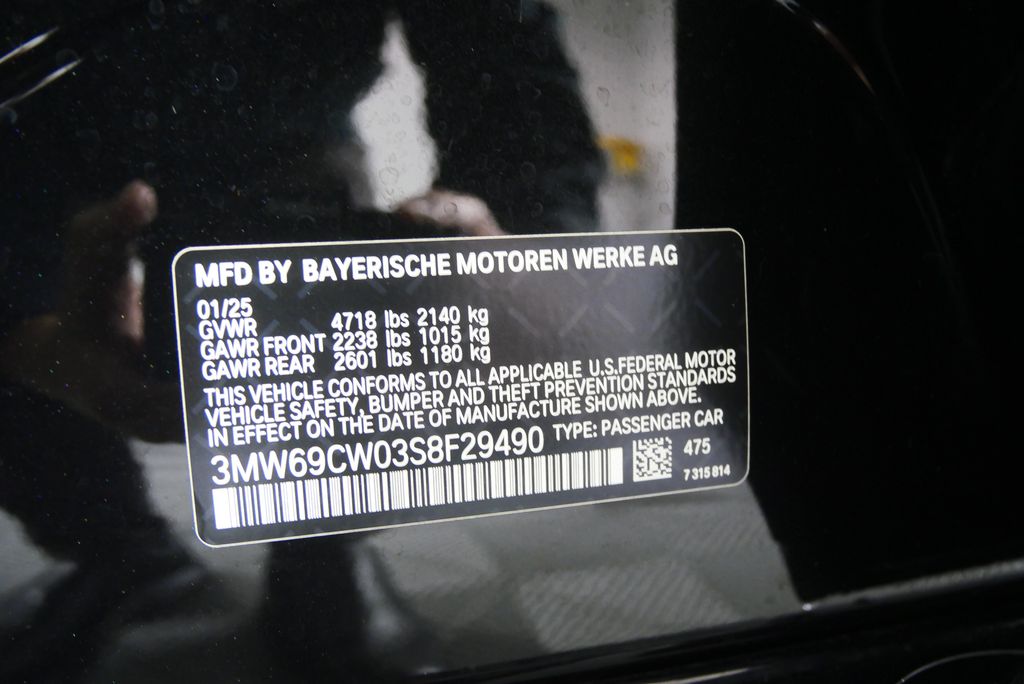 MFD BY BAYERISCHE MOTOREN WERKE AG
01/25
GVWR 4718 lbs 2140 kg
GAWR FRONT 2238 lbs 1015 kg
GAWR REAR 2601 lbs 1180 kg
THIS VEHICLE CONFORMS TO ALL APPLICABLE U.S.FEDERAL MOTOR
VEHICLE SAFETY, BUMPER AND THEFT PREVENTION STANDARDS
IN EFFECT ON THE DATE OF MANUFACTURE SHOWN ABOVE.
3MW69CW03S8F29490 TYPE: PASSENGER CAR
475
7 315 814